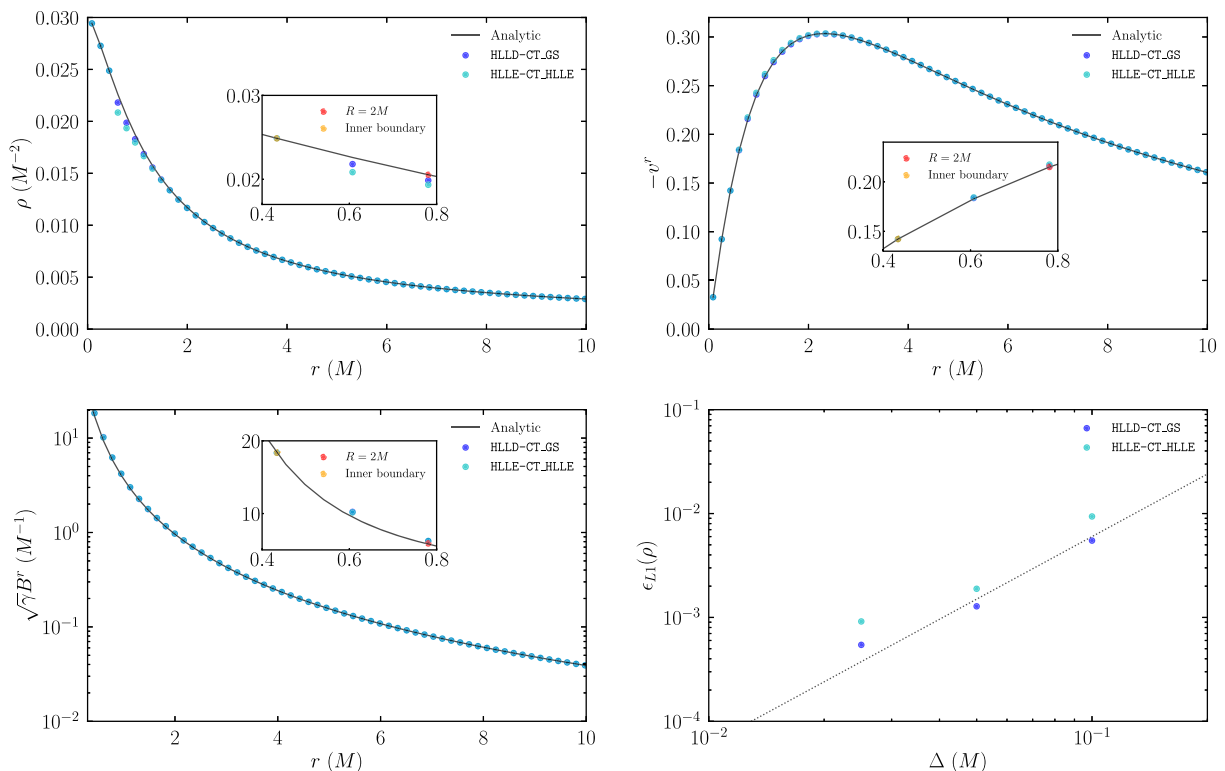 0.030
0.025
0.020
0.015
0.010
0.005
0.000
ρ (M⁻²)
Analytic
HLLD-CT_GS
HLLE-CT_HLLE
0.03
0.02
R = 2M
Inner boundary
0.4 0.6 0.8
0 2 4 6 8 10
r (M)
0.30
0.25
0.20
0.15
0.10
0.05
0.00
−vʳ
Analytic
HLLD-CT_GS
HLLE-CT_HLLE
0.20
0.15
R = 2M
Inner boundary
0.4 0.6 0.8
0 2 4 6 8 10
r (M)
10¹
10⁰
10⁻¹
10⁻²
√γBʳ (M⁻¹)
Analytic
HLLD-CT_GS
HLLE-CT_HLLE
20
10
R = 2M
Inner boundary
0.4 0.6 0.8
2 4 6 8 10
r (M)
10⁻¹
10⁻²
10⁻³
10⁻⁴
ϵ_{L1}(ρ)
HLLD-CT_GS
HLLE-CT_HLLE
10⁻² 10⁻¹
Δ (M)